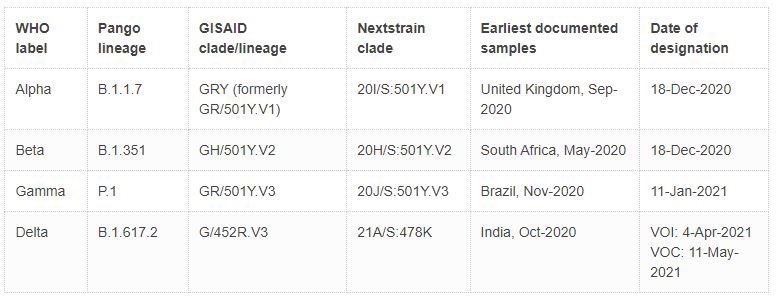 WHO label	Pango lineage	GISAID clade/lineage	Nextstrain clade	Earliest documented samples	Date of designation
Alpha	B.1.1.7	GRY (formerly GR/501Y.V1)	20I/S:501Y.V1	United Kingdom, Sep-2020	18-Dec-2020
Beta	B.1.351	GH/501Y.V2	20H/S:501Y.V2	South Africa, May-2020	18-Dec-2020
Gamma	P.1	GR/501Y.V3	20J/S:501Y.V3	Brazil, Nov-2020	11-Jan-2021
Delta	B.1.617.2	G/452R.V3	21A/S:478K	India, Oct-2020	VOI: 4-Apr-2021 VOC: 11-May-2021